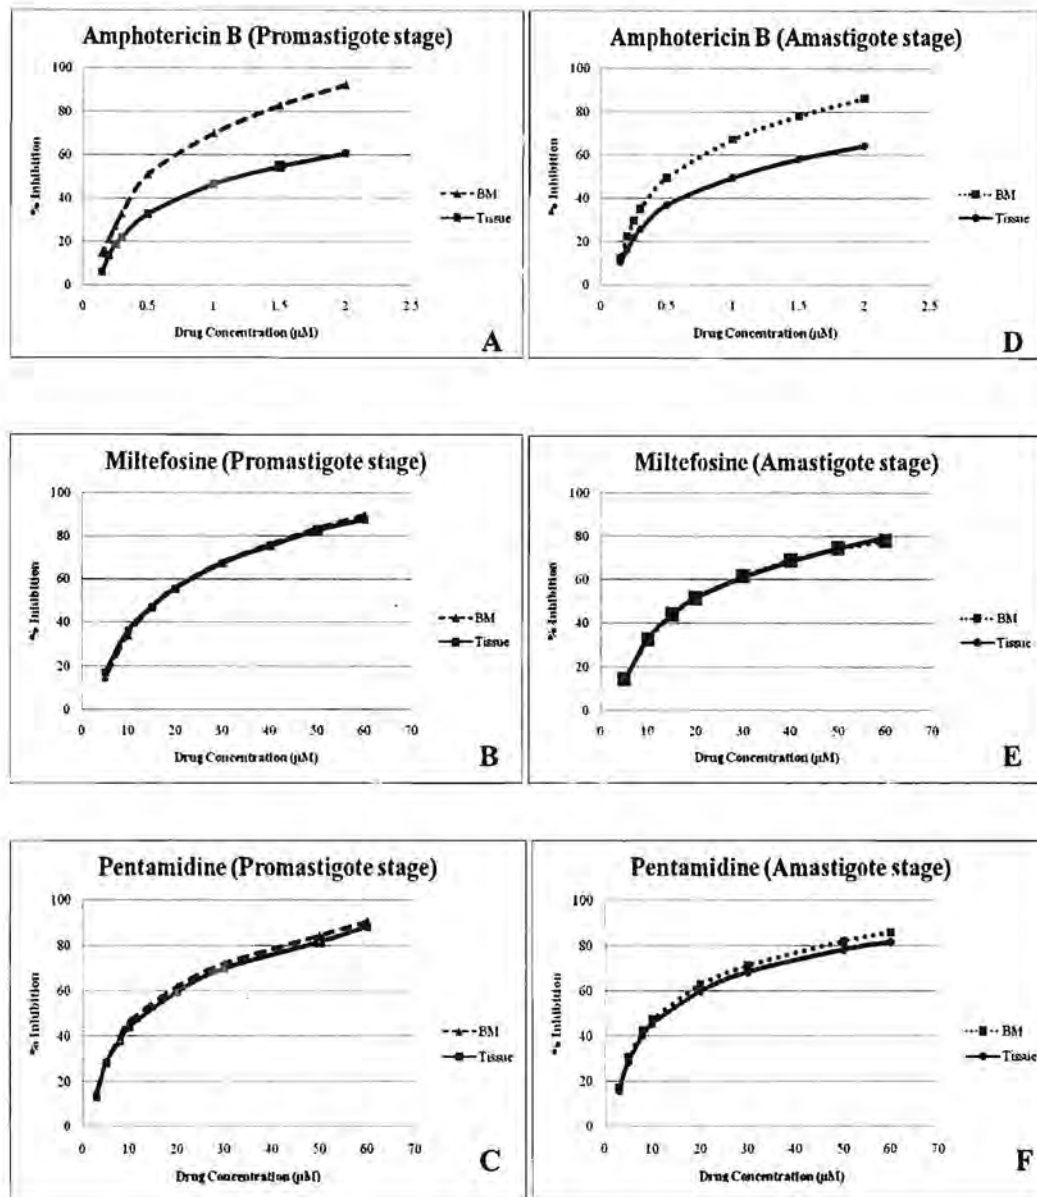 Amphotericin B (Promastigote stage)
100
80
60
40
20
0
% Inhibition
0 0.5 1 1.5 2 2.5
Drug Concentration (µM)
BM
Tissue
A
Amphotericin B (Amastigote stage)
100
80
60
40
20
0
% Inhibition
0 0.5 1 1.5 2 2.5
Drug Concentration (µM)
BM
Tissue
D
Miltefosine (Promastigote stage)
100
80
60
40
20
0
% Inhibition
0 10 20 30 40 50 60 70
Drug Concentration (µM)
BM
Tissue
B
Miltefosine (Amastigote stage)
100
80
60
40
20
0
% Inhibition
0 10 20 30 40 50 60 70
Drug Concentration (µM)
BM
Tissue
E
Pentamidine (Promastigote stage)
100
80
60
40
20
0
% Inhibition
0 10 20 30 40 50 60 70
Drug Concentration (µM)
BM
Tissue
C
Pentamidine (Amastigote stage)
100
80
60
40
20
0
% Inhibition
0 10 20 30 40 50 60 70
Drug Concentration (µM)
BM
Tissue
F